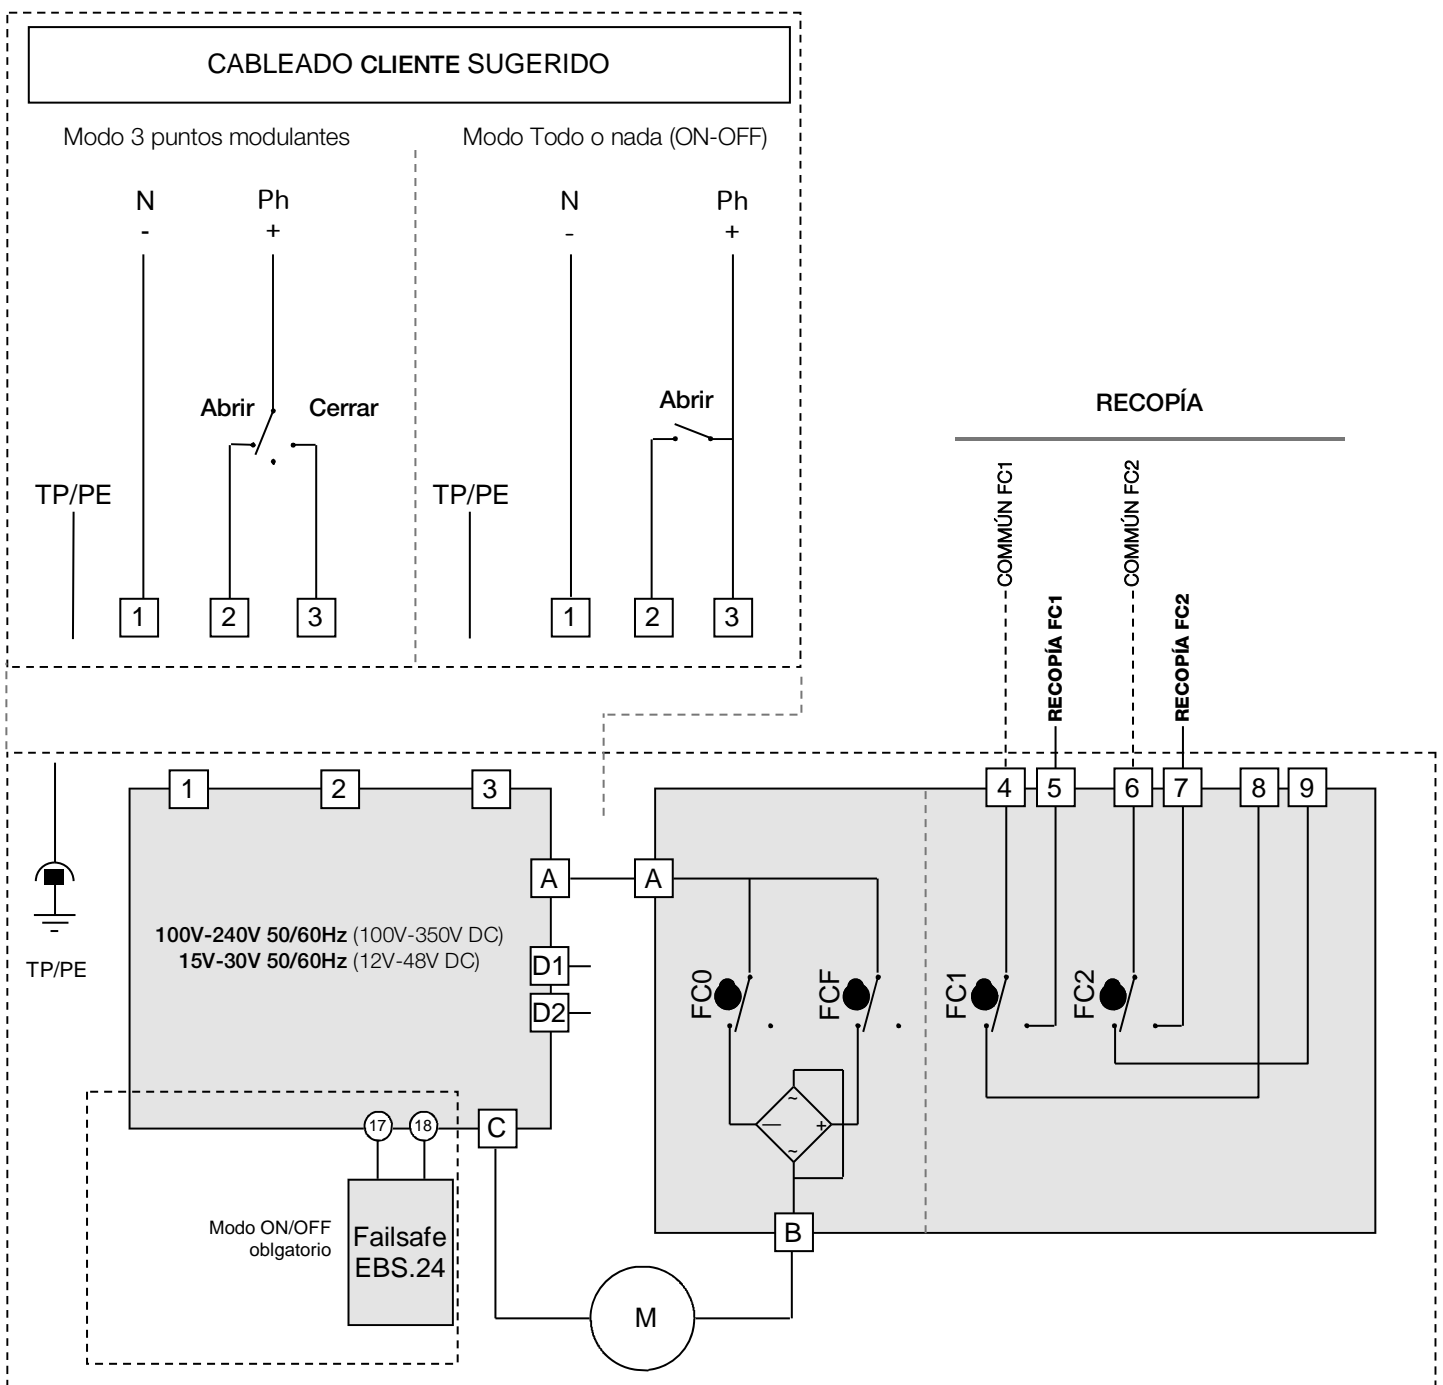 CABLEADO CLIENTE SUGERIDO
Modo 3 puntos modulantes
Modo Todo o nada (ON-OFF)
N
Ph
N
Ph
-
+
-
+
Abrir
Cerrar
Abrir
TP/PE
TP/PE
1
2
3
1
2
3
RECOPÍA
COMMÚN FC1
RECOPÍA FC1
COMMÚN FC2
RECOPÍA FC2
1
2
3
4
5
6
7
8
9
A
A
100V-240V 50/60Hz (100V-350V DC)
15V-30V 50/60Hz (12V-48V DC)
D1
D2
TP/PE
FC0
FCF
FC1
FC2
~
—
+
~
17
18
C
B
Modo ON/OFF
oblgatorio
Failsafe
EBS.24
M